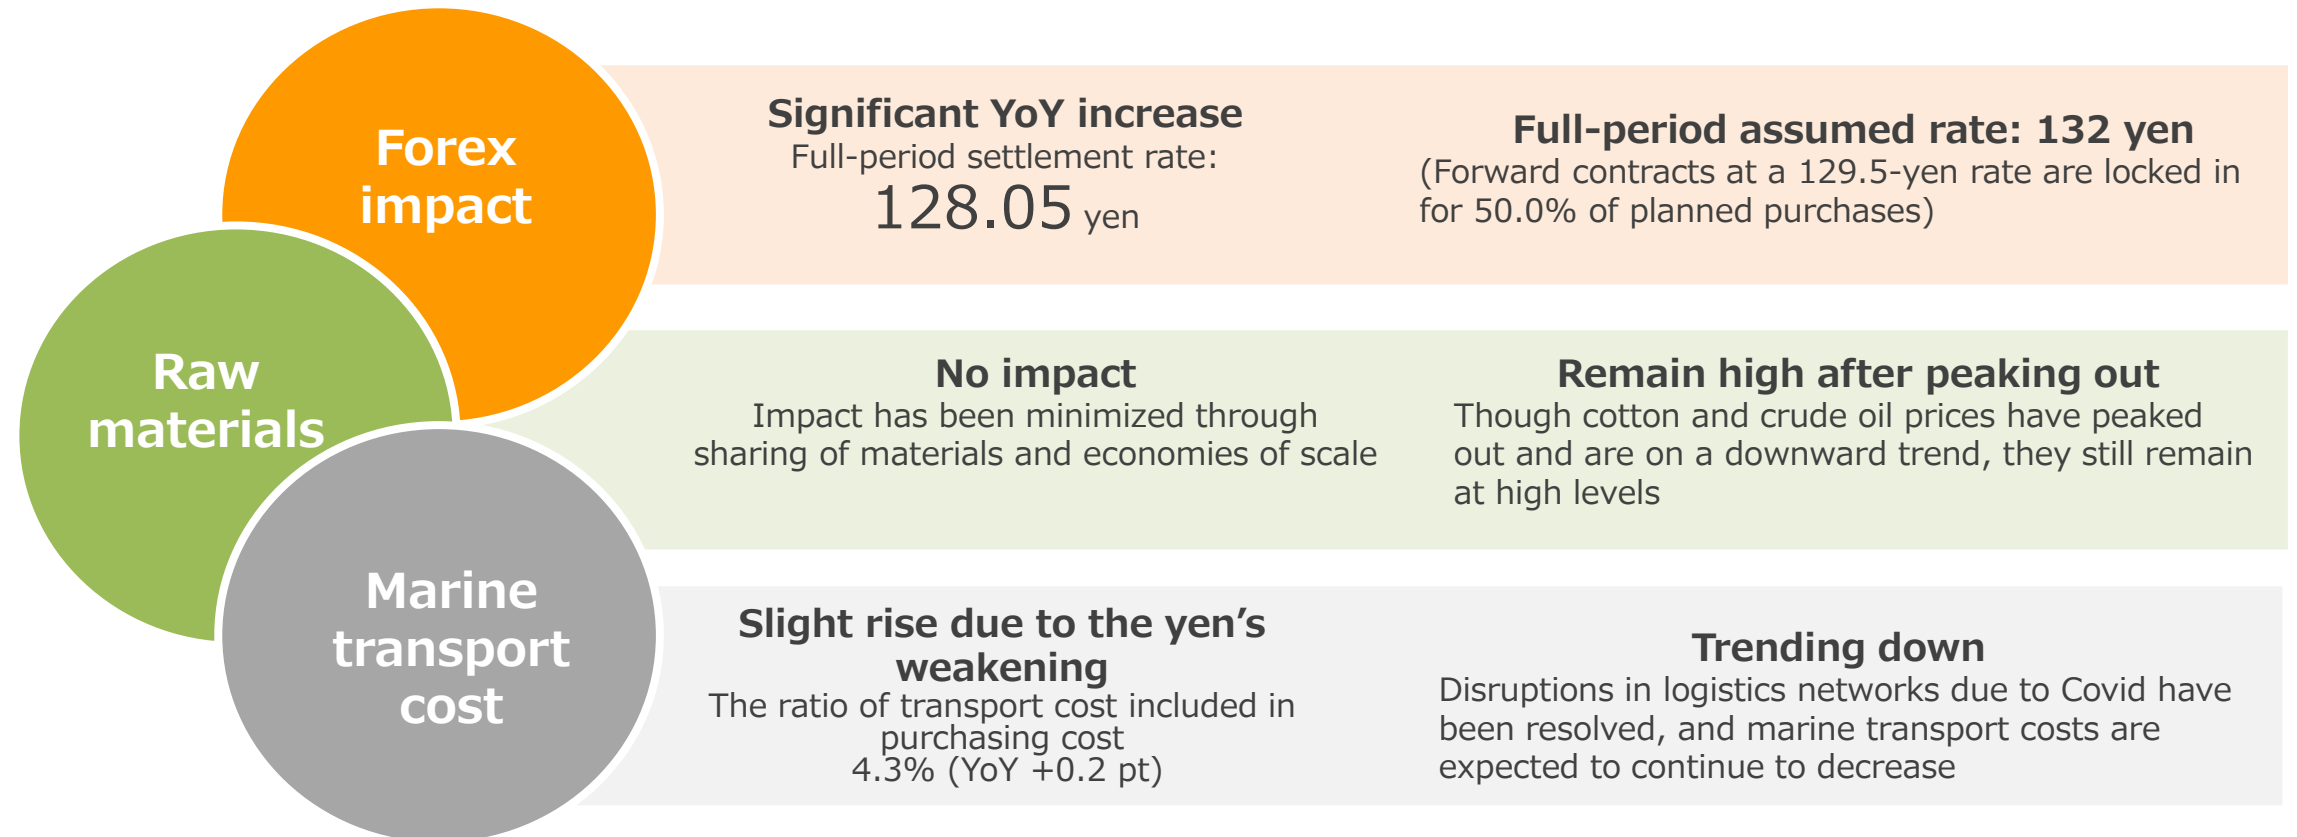 Forex
impact
Significant YoY increase
Full-period settlement rate:
128.05 yen
Full-period assumed rate: 132 yen
(Forward contracts at a 129.5-yen rate are locked in
for 50.0% of planned purchases)
Raw
materials
No impact
Impact has been minimized through
sharing of materials and economies of scale
Remain high after peaking out
Though cotton and crude oil prices have peaked
out and are on a downward trend, they still remain
at high levels
Marine
transport
cost
Slight rise due to the yen’s
weakening
The ratio of transport cost included in
purchasing cost
4.3% (YoY +0.2 pt)
Trending down
Disruptions in logistics networks due to Covid have
been resolved, and marine transport costs are
expected to continue to decrease